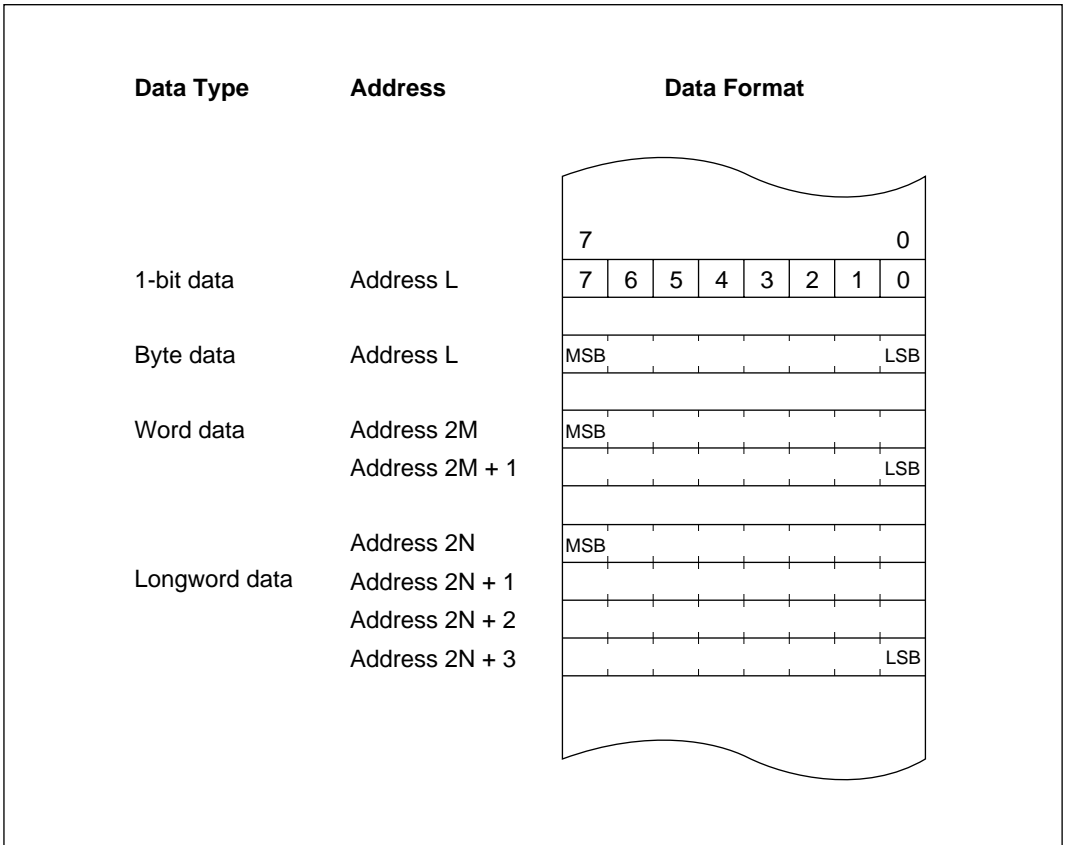 Data Type Address Data Format
7 0
1-bit data Address L 7 6 5 4 3 2 1 0
Byte data Address L MSB LSB
Word data Address 2M MSB
Address 2M + 1 LSB
Address 2N MSB
Longword data Address 2N + 1
Address 2N + 2
Address 2N + 3 LSB